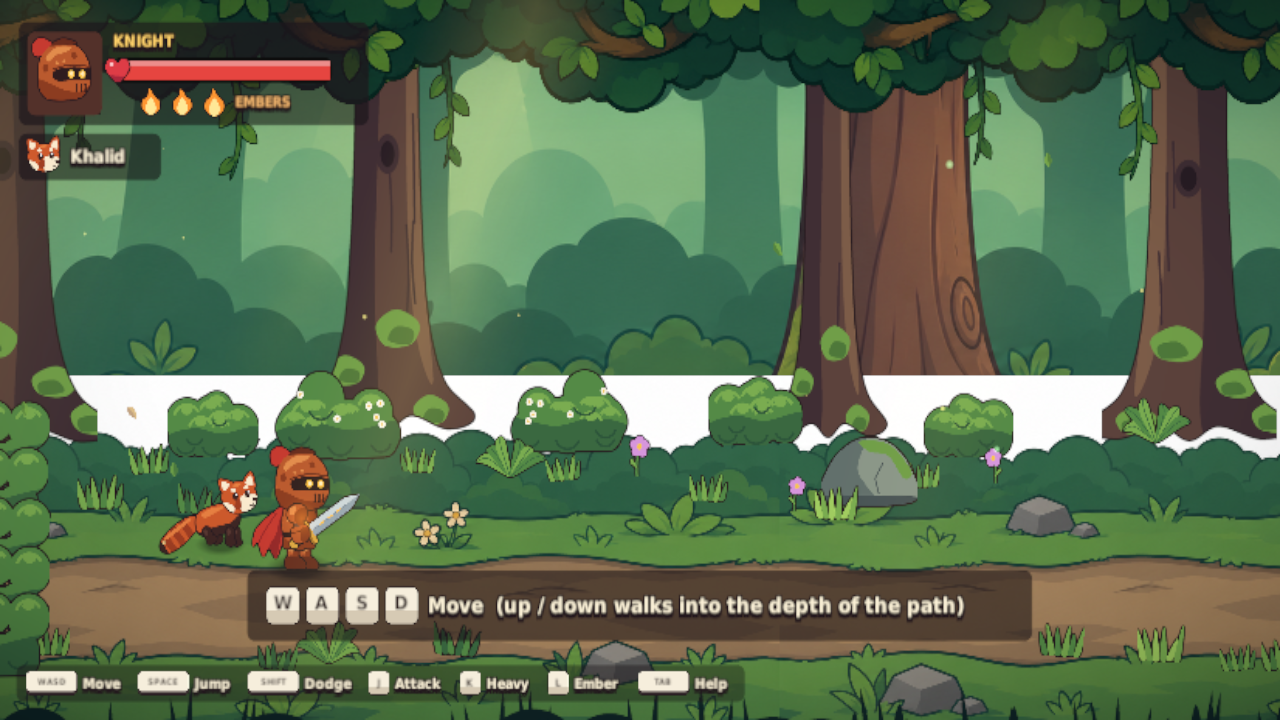 KNIGHT
EMBERS
Khalid
W A S D Move (up / down walks into the depth of the path)
WASD Move SPACE Jump SHIFT Dodge J Attack K Heavy L Ember TAB Help